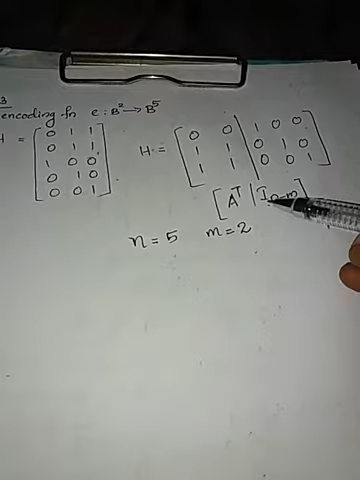 3
encoding fn e : B² → B⁵
H = [ 0 1 1
0 1 1
1 0 0
0 1 0
0 0 1 ]
H = [ 0 0 | 1 0 0
1 1 | 0 1 0
1 1 | 0 0 1 ]
[ Aᵀ | I n-m ]
n = 5 m = 2